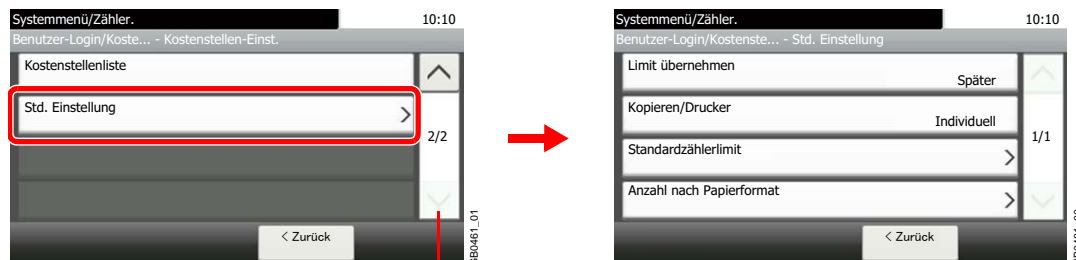 Systemmenü/Zähler.
10:10
Benutzer-Login/Koste... - Kostenstellen-Einst.
Kostenstellenliste
Std. Einstellung
2/2
< Zurück
Systemmenü/Zähler.
10:10
Benutzer-Login/Kostenste... - Std. Einstellung
Limit übernehmen
Später
Kopieren/Drucker
Individuell
1/1
Standardzählerlimit
Anzahl nach Papierformat
< Zurück